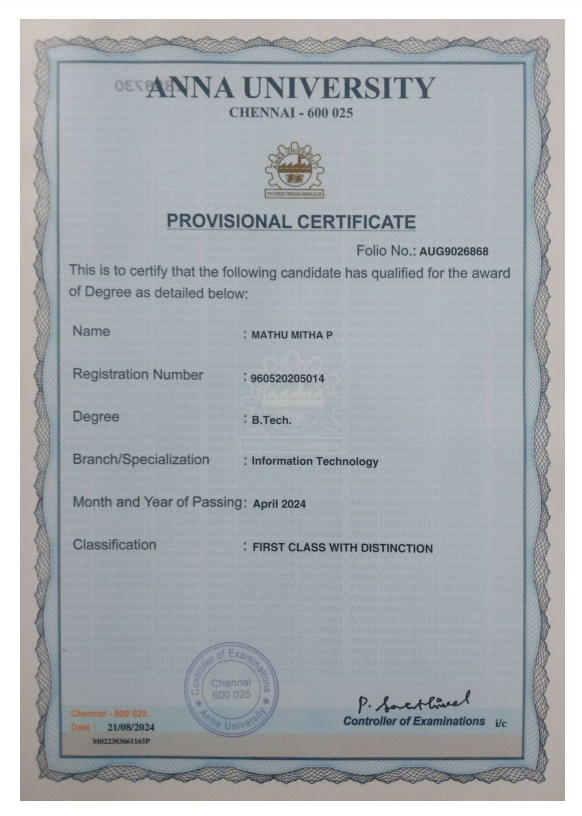 ANNA UNIVERSITY
CHENNAI - 600 025
PROGRESS THROUGH KNOWLEDGE
PROVISIONAL CERTIFICATE
Folio No.: AUG9026868
This is to certify that the following candidate has qualified for the award
of Degree as detailed below:
Name : MATHU MITHA P
Registration Number : 960520205014
Degree : B.Tech.
Branch/Specialization : Information Technology
Month and Year of Passing: April 2024
Classification : FIRST CLASS WITH DISTINCTION
Controller of Examinations
Chennai
600 025
Anna University
Chennai - 600 025.
Date : 21/08/2024
M022303661165P
Controller of Examinations i/c